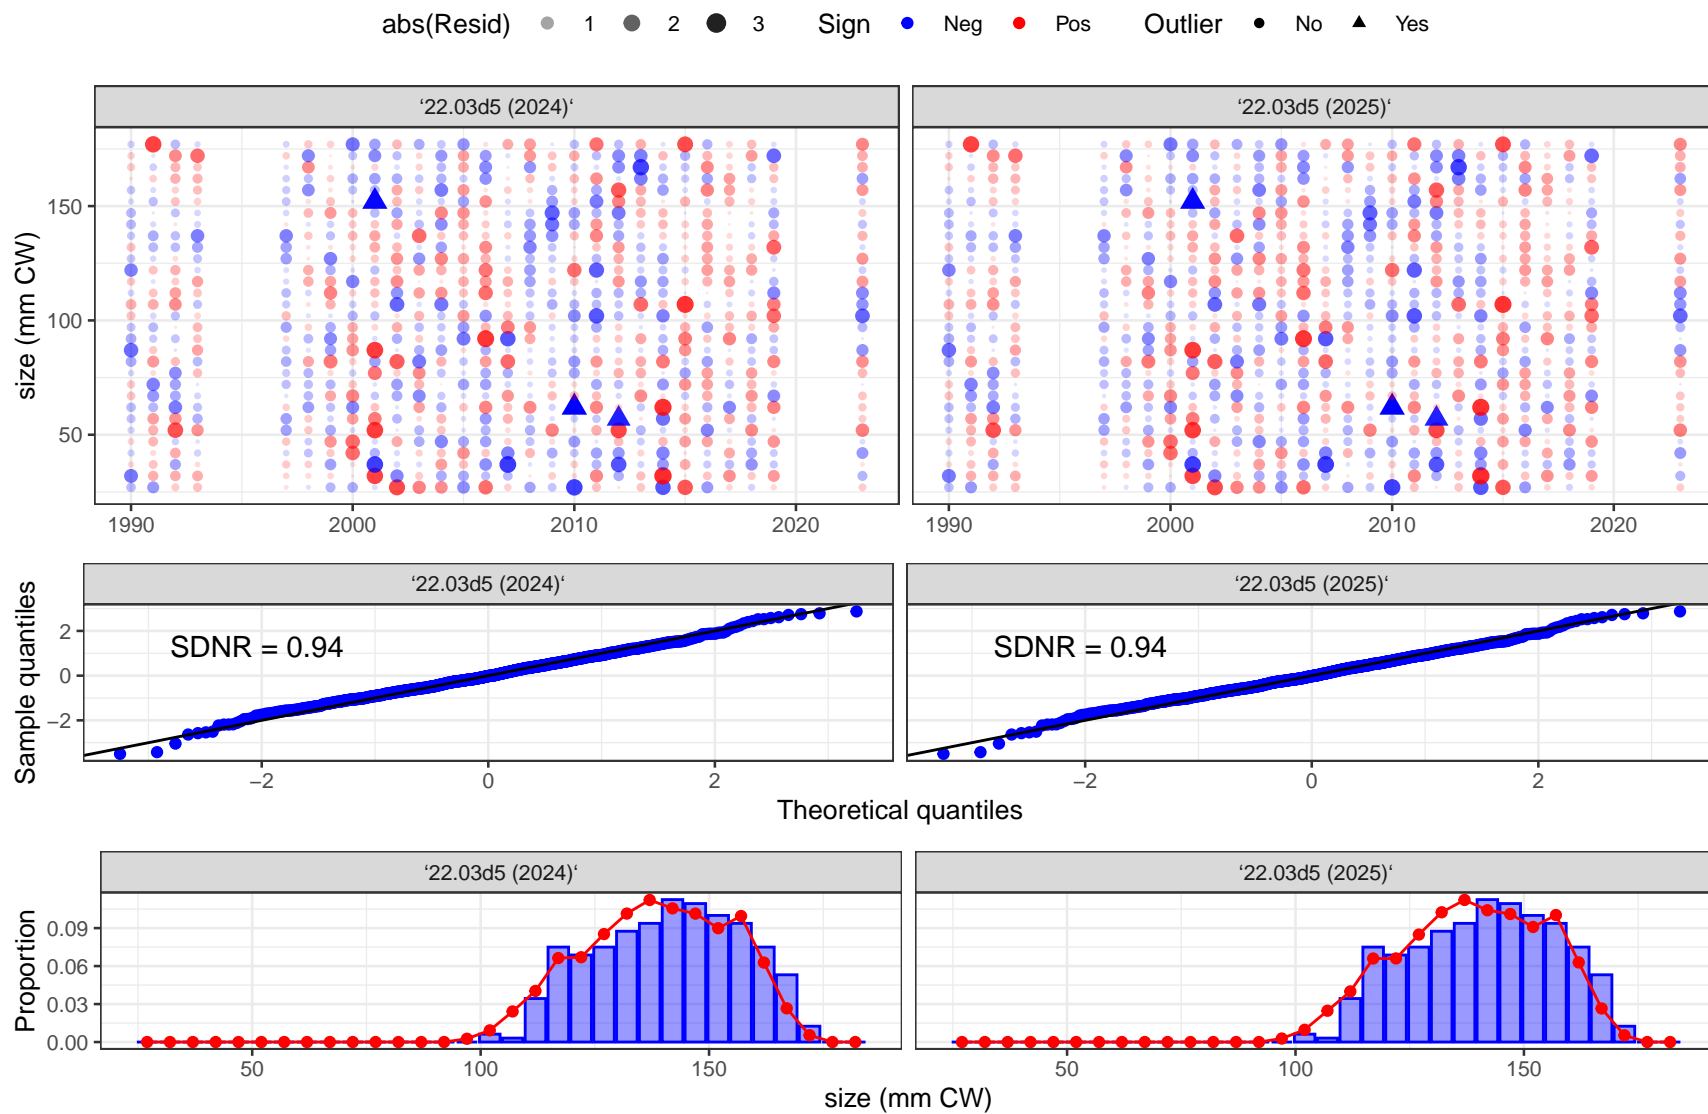 abs(Resid) 1 2 3 Sign Neg Pos Outlier No Yes
‘22.03d5 (2024)‘ ‘22.03d5 (2025)‘
size (mm CW)
150
100
50
1990 2000 2010 2020 1990 2000 2010 2020
‘22.03d5 (2024)‘ ‘22.03d5 (2025)‘
Sample quantiles
2
0
−2
SDNR = 0.94 SDNR = 0.94
−2 0 2 −2 0 2
Theoretical quantiles
‘22.03d5 (2024)‘ ‘22.03d5 (2025)‘
Proportion
0.09
0.06
0.03
0.00
50 100 150 50 100 150
size (mm CW)